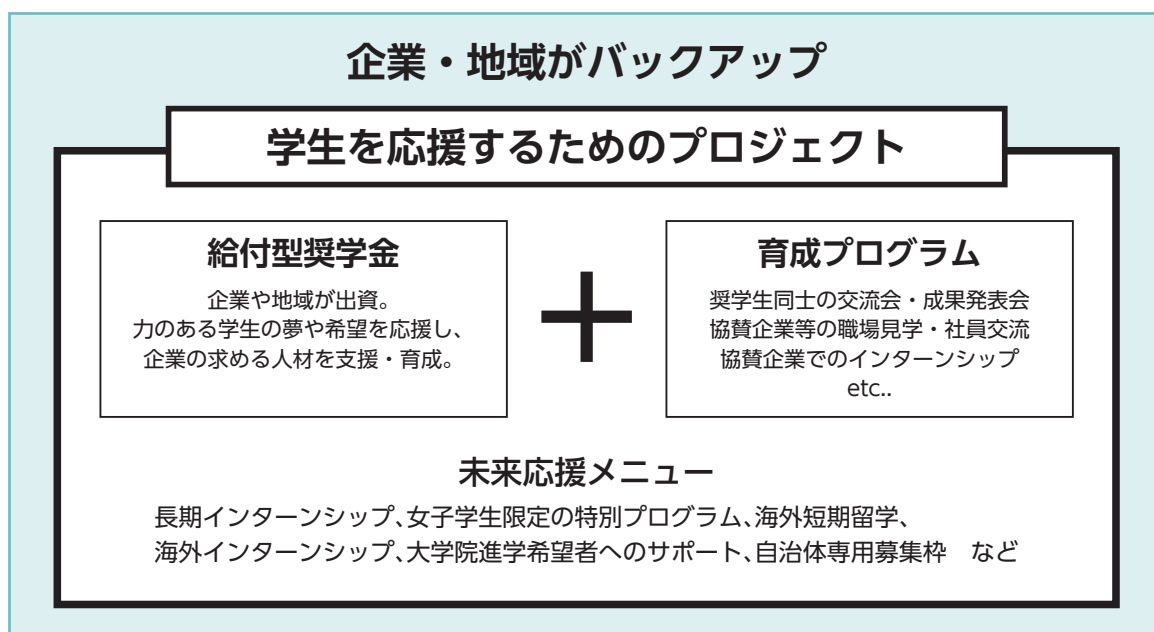 企業・地域がバックアップ
学生を応援するためのプロジェクト
給付型奨学金
企業や地域が出資。
力のある学生の夢や希望を応援し、
企業の求める人材を支援・育成。
＋
育成プログラム
奨学生同士の交流会・成果発表会
協賛企業等の職場見学・社員交流
協賛企業でのインターンシップ
etc..
未来応援メニュー
長期インターンシップ、女子学生限定の特別プログラム、海外短期留学、
海外インターンシップ、大学院進学希望者へのサポート、自治体専用募集枠　など